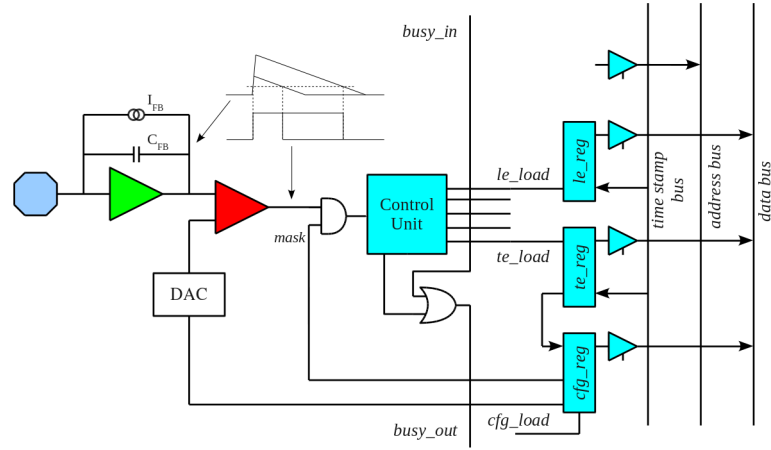 busy_in
I_FB
C_FB
le_load
le_reg
Control
Unit
mask
te_load
te_reg
DAC
cfg_reg
cfg_load
busy_out
time stamp
bus
address bus
data bus